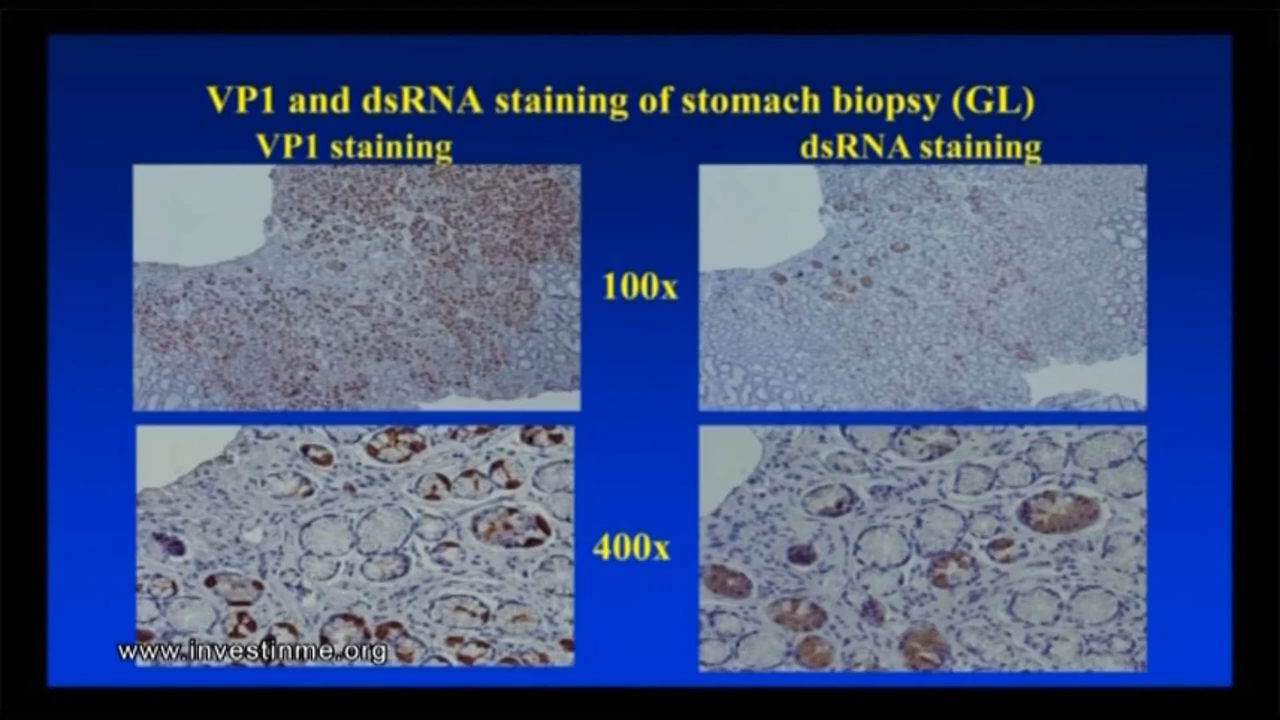 VP1 and dsRNA staining of stomach biopsy (GL)
VP1 staining
dsRNA staining
100x
400x
www.investinme.org